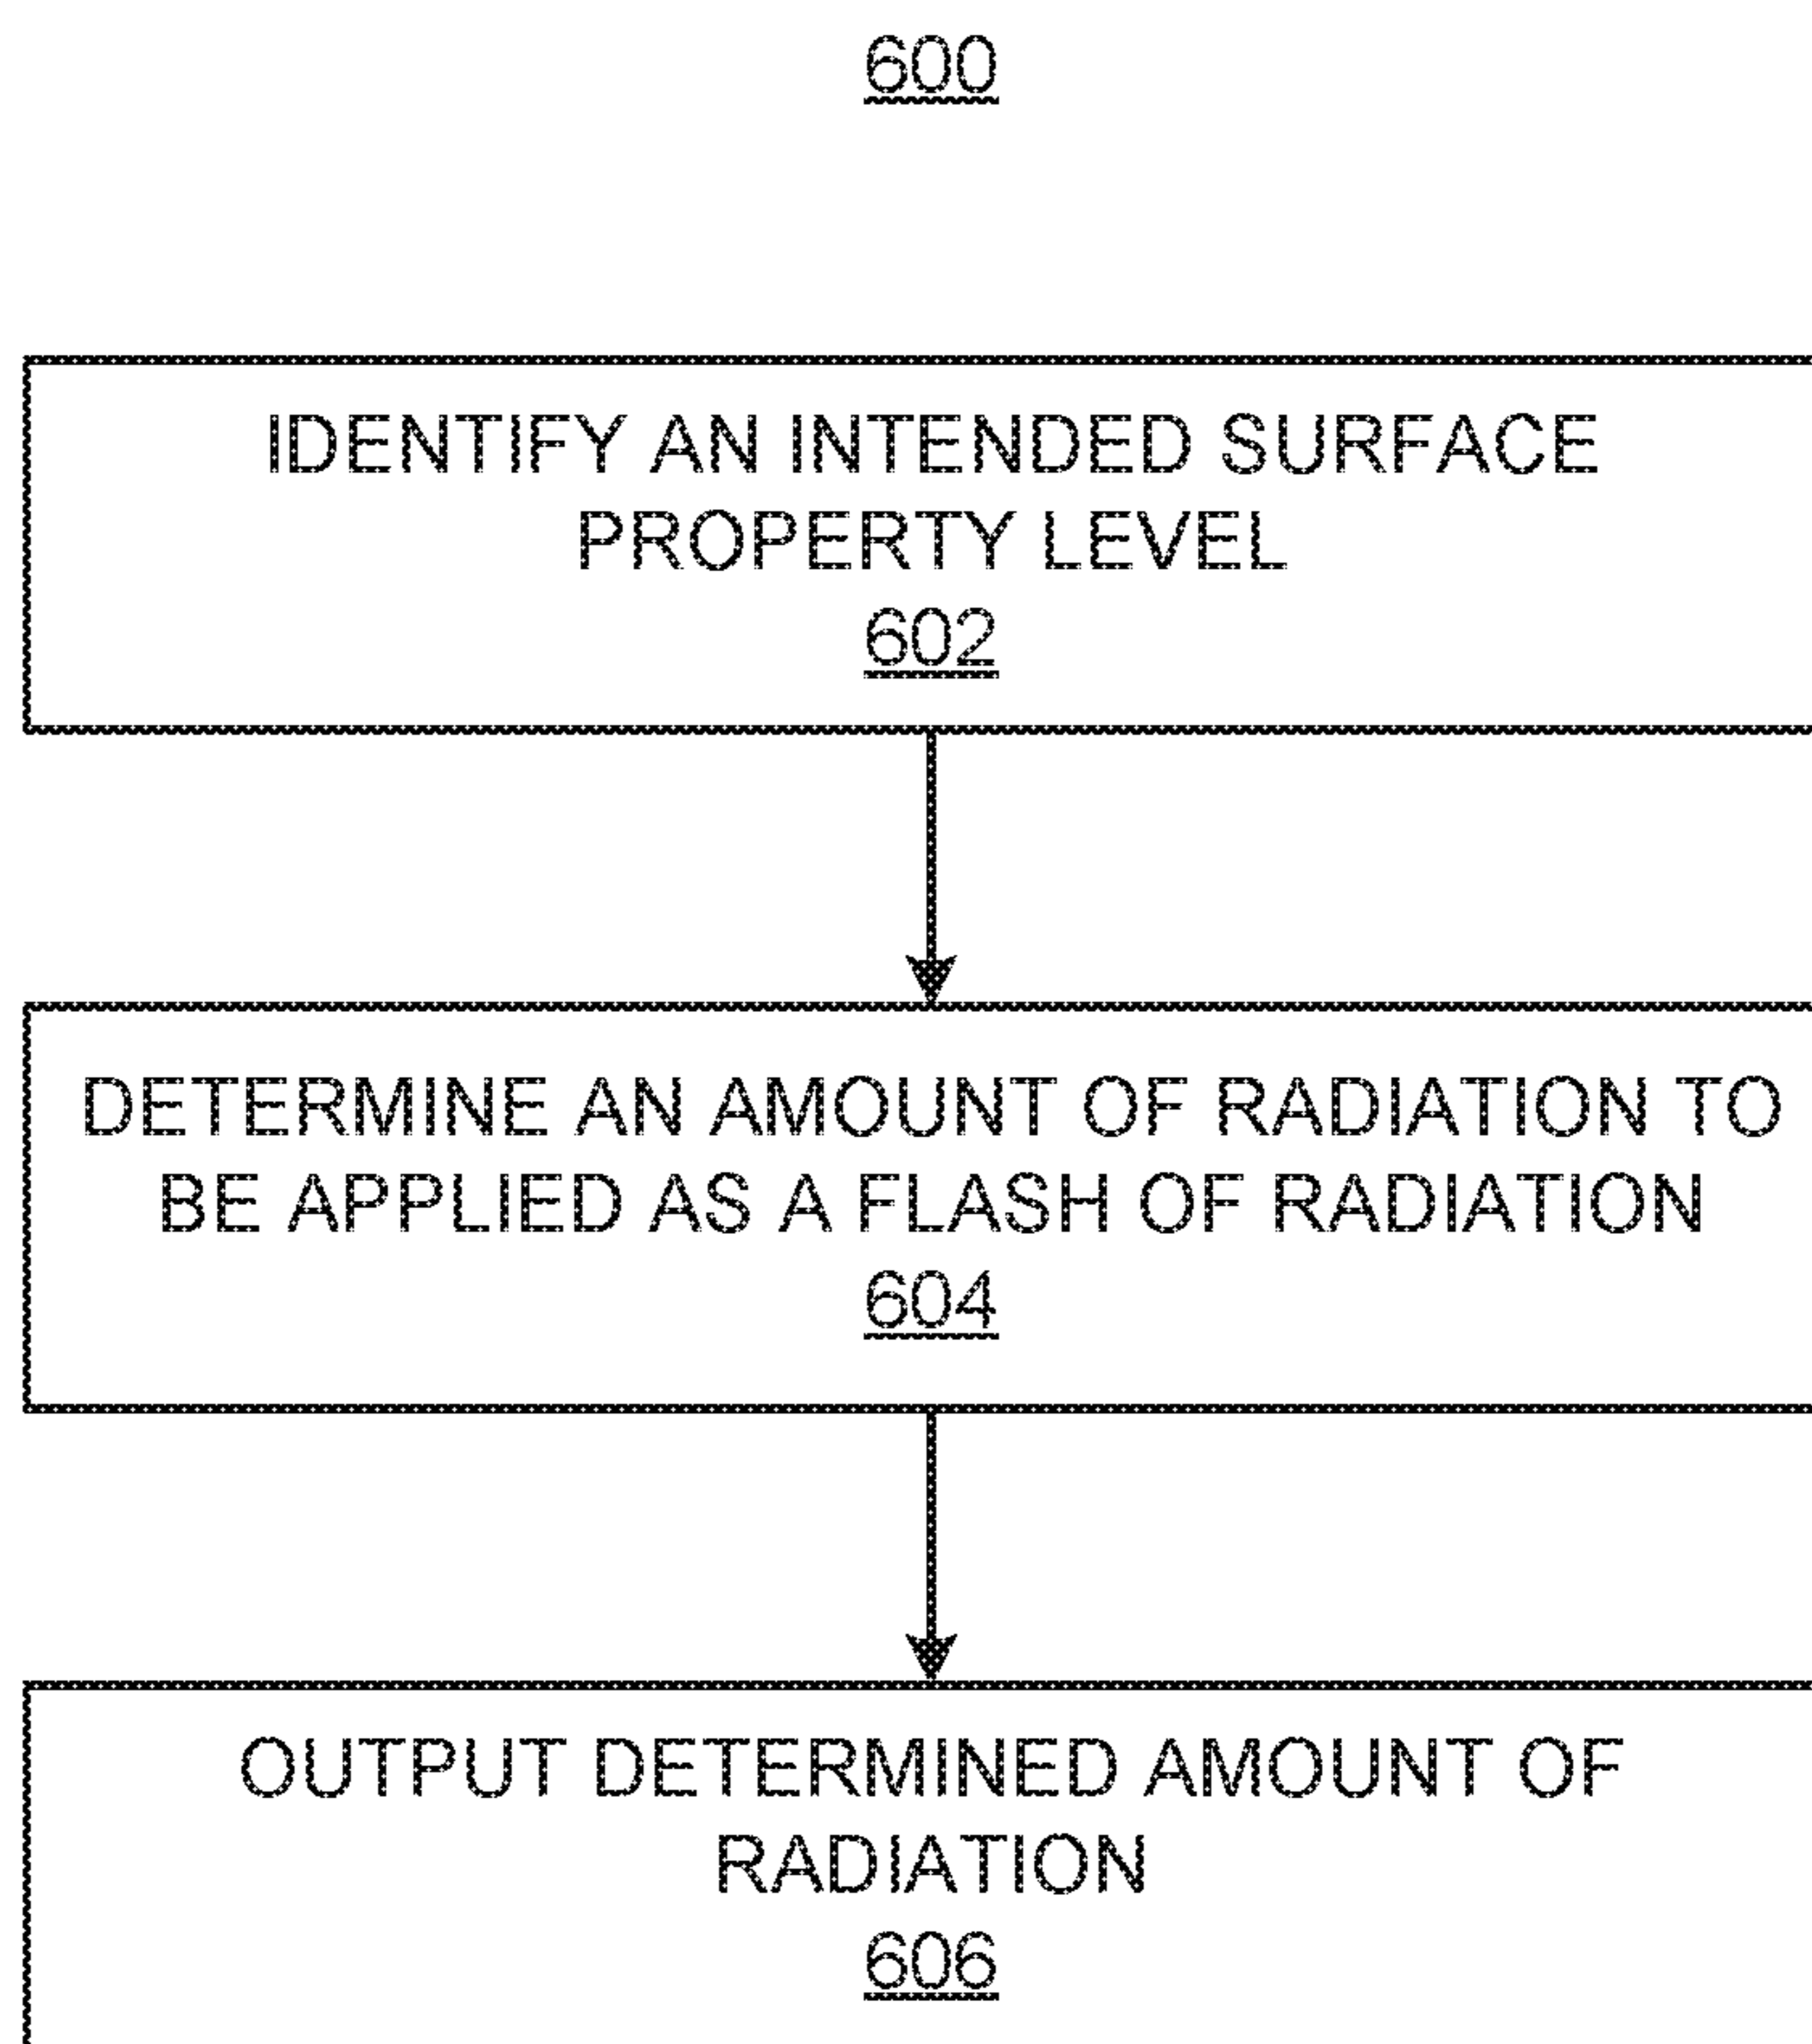 600
IDENTIFY AN INTENDED SURFACE
PROPERTY LEVEL
602
DETERMINE AN AMOUNT OF RADIATION TO
BE APPLIED AS A FLASH OF RADIATION
604
OUTPUT DETERMINED AMOUNT OF
RADIATION
606